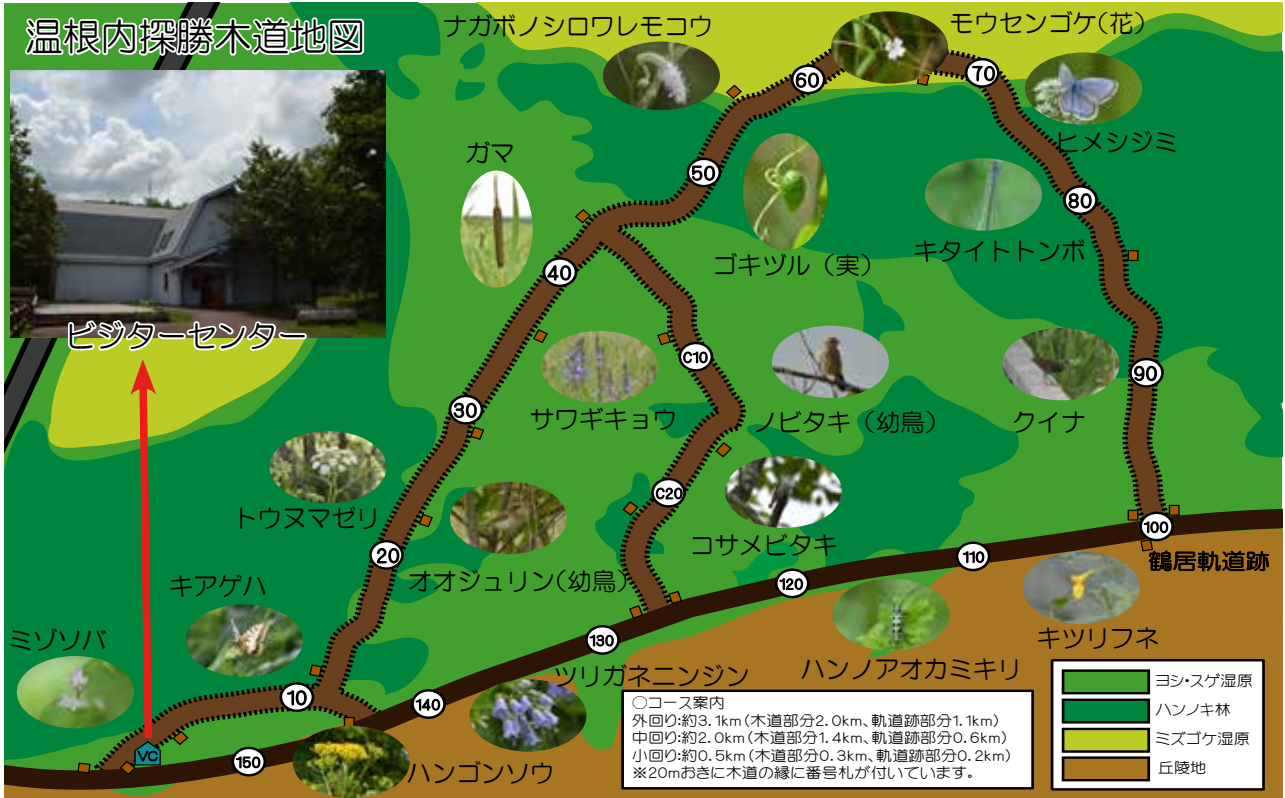 温根内探勝木道地図
ナガボノシロワレモコウ
モウセンゴケ(花)
60
70
ヒメシジミ
ガマ
50
80
キタイトトンボ
ゴキヅル（実）
40
ビジターセンター
C10
90
30
サワギキョウ
ノビタキ（幼鳥）
クイナ
トウヌマゼリ
C20
コサメビタキ
20
オオジュリン(幼鳥)
100
鶴居軌道跡
110
120
キアゲハ
ミゾソバ
130
キツリフネ
ハンノアオカミキリ
ツリガネニンジン
10
140
150
VC
ハンゴンソウ
○コース案内
外回り:約3.1km(木道部分2.0km、軌道跡部分1.1km)
中回り:約2.0km(木道部分1.4km、軌道跡部分0.6km)
小回り:約0.5km(木道部分0.3km、軌道跡部分0.2km)
※20mおきに木道の縁に番号札が付いています。
ヨシ・スゲ湿原
ハンノキ林
ミズゴケ湿原
丘陵地